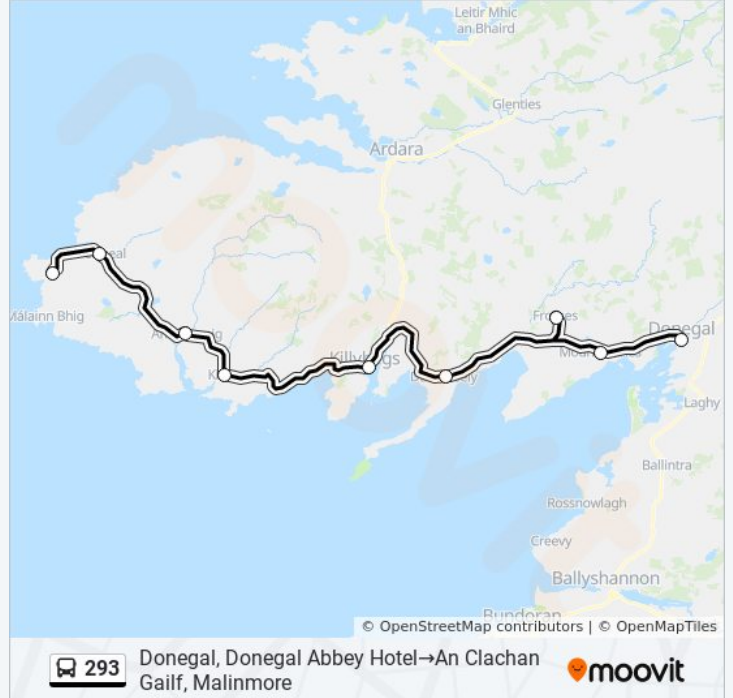 Leitir Mhic
an Bhaird
Glenties
Ardara
Málainn Bhig
Killybegs
Donegal
Laghy
Ballintra
Rossnowlagh
Creevy
Ballyshannon
Bundoran
© OpenStreetMap contributors | © OpenMapTiles
293
Donegal, Donegal Abbey Hotel→An Clachan
Gailf, Malinmore
moovit